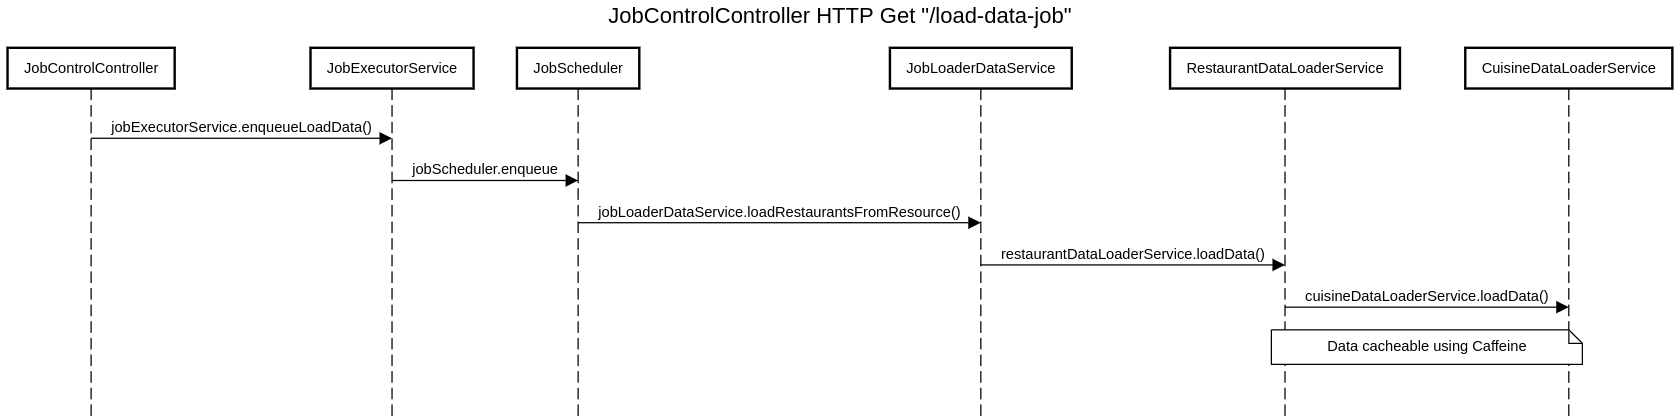 JobControlController HTTP Get "/load-data-job"
JobControlController
JobExecutorService
JobScheduler
JobLoaderDataService
RestaurantDataLoaderService
CuisineDataLoaderService
jobExecutorService.enqueueLoadData()
jobScheduler.enqueue
jobLoaderDataService.loadRestaurantsFromResource()
restaurantDataLoaderService.loadData()
cuisineDataLoaderService.loadData()
Data cacheable using Caffeine